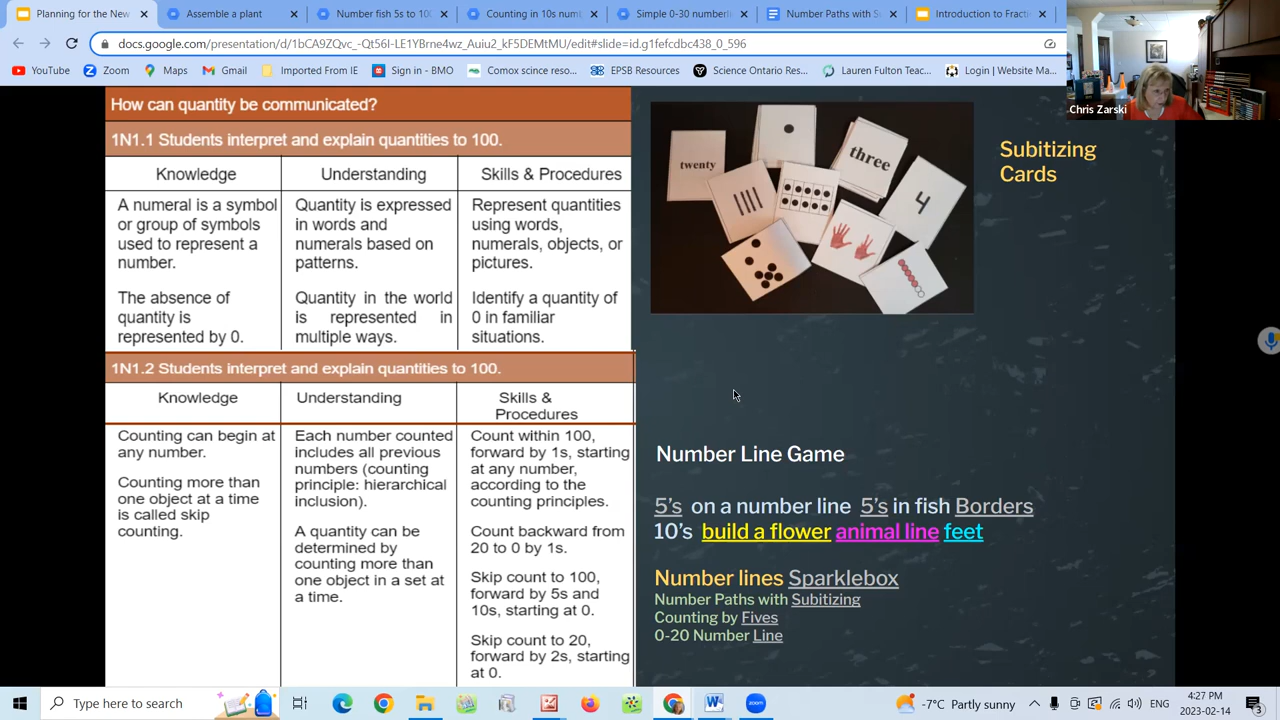 Planning for the New
Assemble a plant
Number fish 5s to 100
Counting in 10s num
Simple 0-30 number
Number Paths with S
Introduction to Fracti
docs.google.com/presentation/d/1bCA9ZQvc_-Qt56I-LE1YBrne4wz_Auiu2_kF5DEMtMU/edit#slide=id.g1fefcdbc438_0_596
YouTube
Zoom
Maps
Gmail
Imported From IE
Sign in - BMO
Comox scince reso...
EPSB Resources
Science Ontario Res...
Lauren Fulton Teac...
Login | Website Ma...
Chris Zarski
How can quantity be communicated?
1N1.1 Students interpret and explain quantities to 100.
Knowledge
Understanding
Skills & Procedures
A numeral is a symbol
or group of symbols
used to represent a
number.
The absence of
quantity is
represented by 0.
Quantity is expressed
in words and
numerals based on
patterns.
Quantity in the world
is represented in
multiple ways.
Represent quantities
using words,
numerals, objects, or
pictures.
Identify a quantity of
0 in familiar
situations.
1N1.2 Students interpret and explain quantities to 100.
Knowledge
Understanding
Skills &
Procedures
Counting can begin at
any number.
Counting more than
one object at a time
is called skip
counting.
Each number counted
includes all previous
numbers (counting
principle: hierarchical
inclusion).
A quantity can be
determined by
counting more than
one object in a set at
a time.
Count within 100,
forward by 1s, starting
at any number,
according to the
counting principles.
Count backward from
20 to 0 by 1s.
Skip count to 100,
forward by 5s and
10s, starting at 0.
Skip count to 20,
forward by 2s, starting
at 0.
twenty
three
4
Subitizing
Cards
Number Line Game
5's on a number line 5's in fish Borders
10's build a flower animal line feet
Number lines Sparklebox
Number Paths with Subitizing
Counting by Fives
0-20 Number Line
Type here to search
zoom
-7°C Partly sunny
ENG
4:27 PM
2023-02-14
3